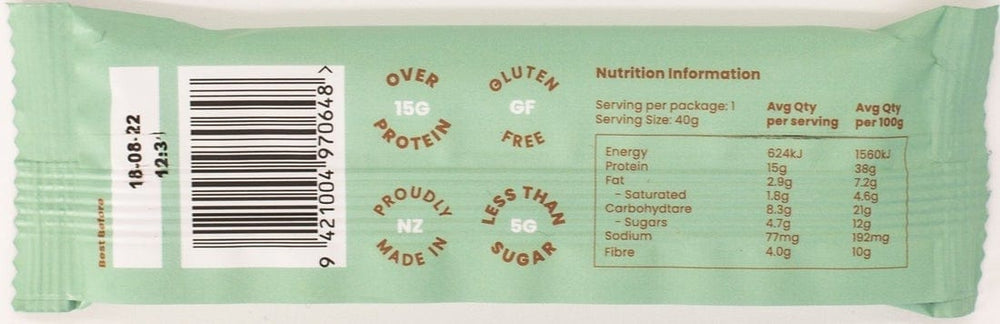 Best Before
18-08-22
12:31
9 421004 970648 >
OVER
15G
PROTEIN
GLUTEN
GF
FREE
PROUDLY
NZ
MADE IN
LESS THAN
5G
SUGAR
Nutrition Information
Serving per package: 1
Serving Size: 40g
Avg Qty
per serving
Avg Qty
per 100g
Energy 624kJ 1560kJ
Protein 15g 38g
Fat 2.9g 7.2g
- Saturated 1.8g 4.6g
Carbohydtare 8.3g 21g
- Sugars 4.7g 12g
Sodium 77mg 192mg
Fibre 4.0g 10g